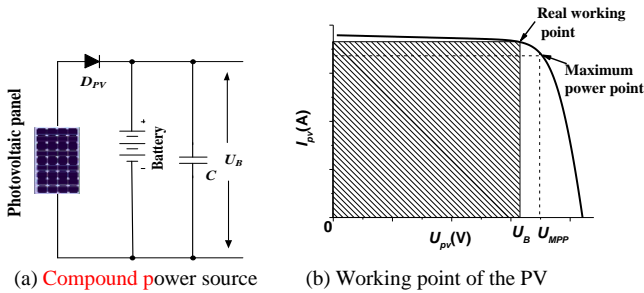 Photovoltaic panel
D_PV
+
Battery
-
C
U_B
(a) Compound power source
I_pv(A)
Real working
point
Maximum
power point
0
U_pv(V)
U_B
U_MPP
(b) Working point of the PV